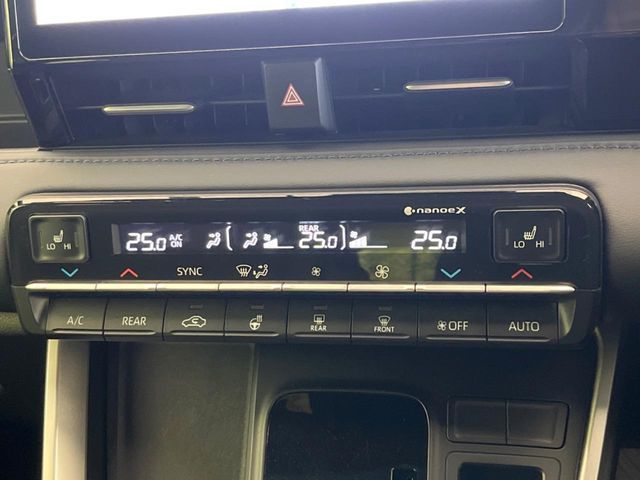 nanoeX
LO HI
25.0 A/C ON REAR 25.0 25.0
LO HI
SYNC
A/C REAR REAR FRONT OFF AUTO